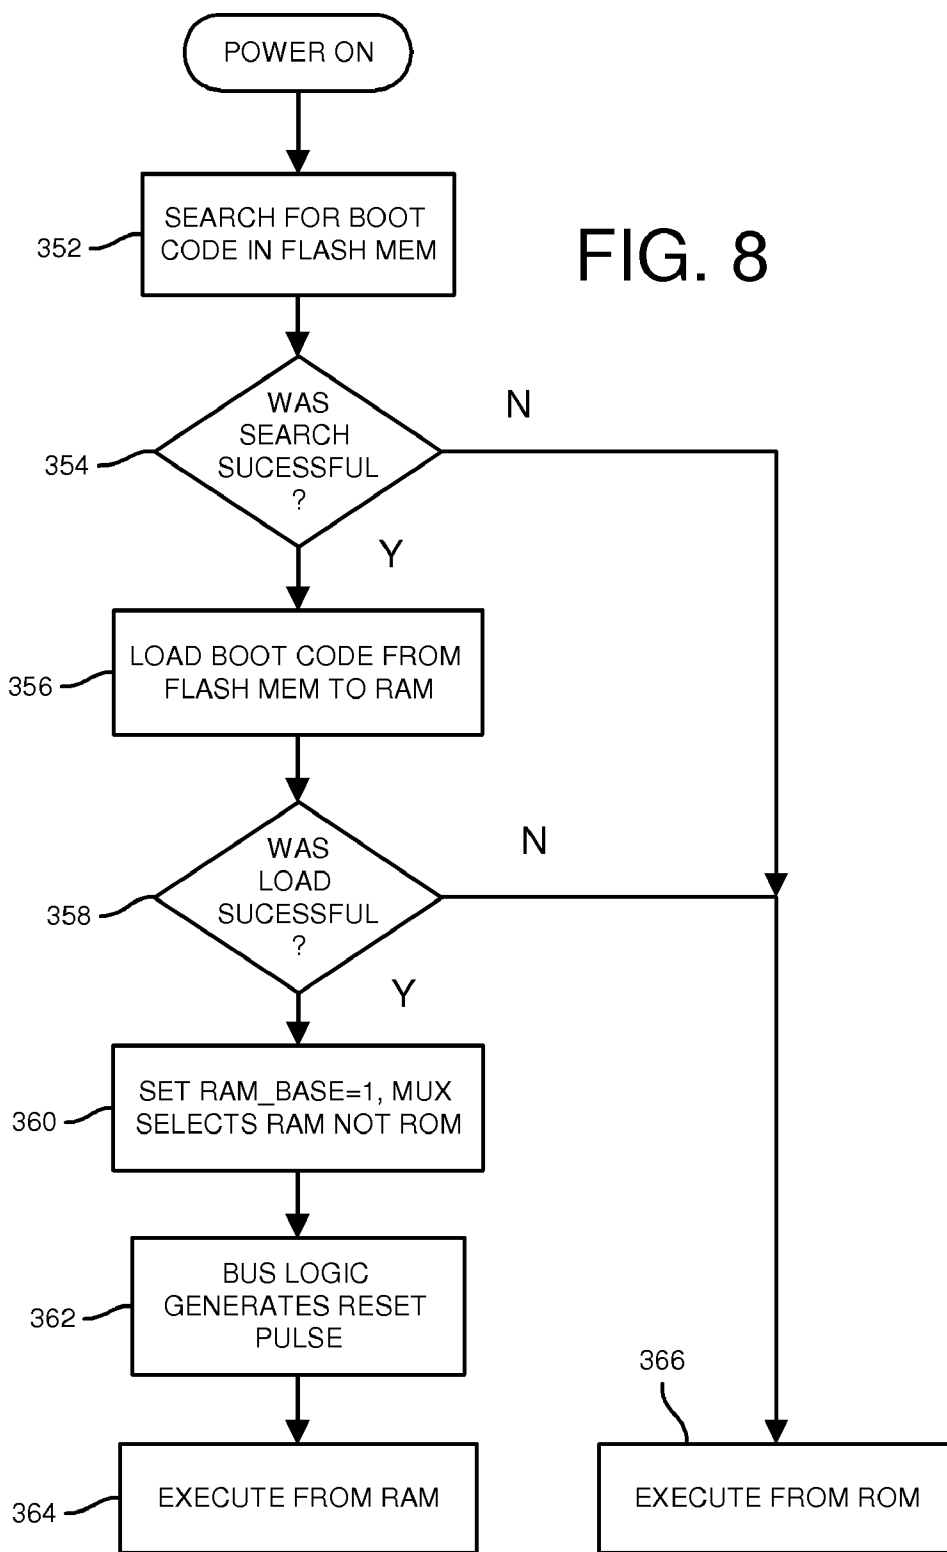 POWER ON
SEARCH FOR BOOT
CODE IN FLASH MEM
352
FIG. 8
WAS
SEARCH
SUCESSFUL
?
354
N
Y
LOAD BOOT CODE FROM
FLASH MEM TO RAM
356
WAS
LOAD
SUCESSFUL
?
358
N
Y
SET RAM_BASE=1, MUX
SELECTS RAM NOT ROM
360
BUS LOGIC
GENERATES RESET
PULSE
362
366
EXECUTE FROM RAM
364
EXECUTE FROM ROM